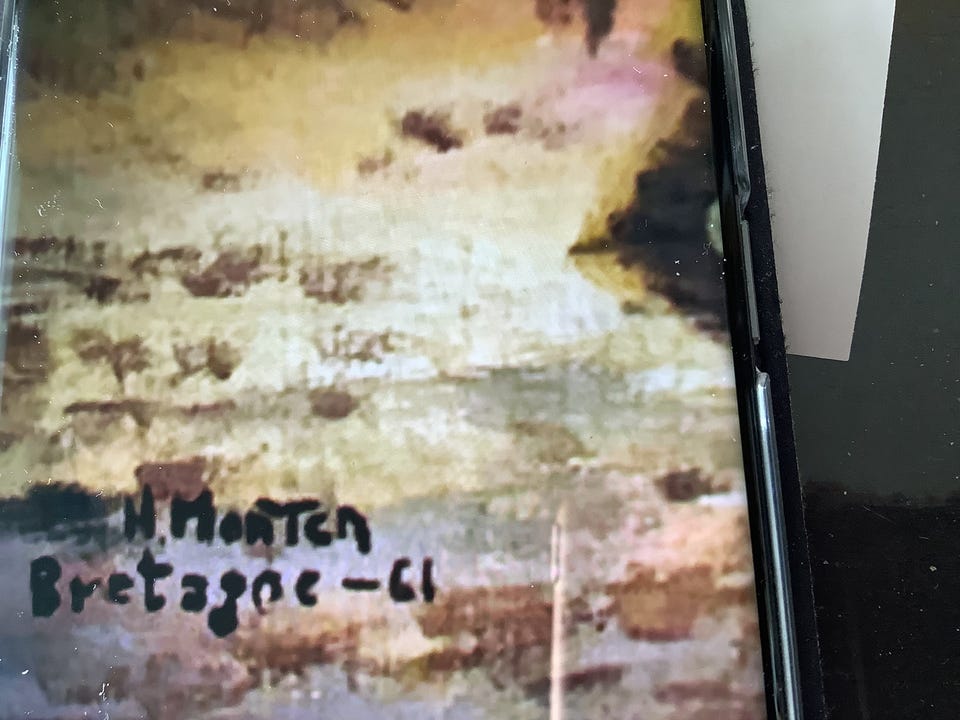 N. Monten
Bretagne - 61